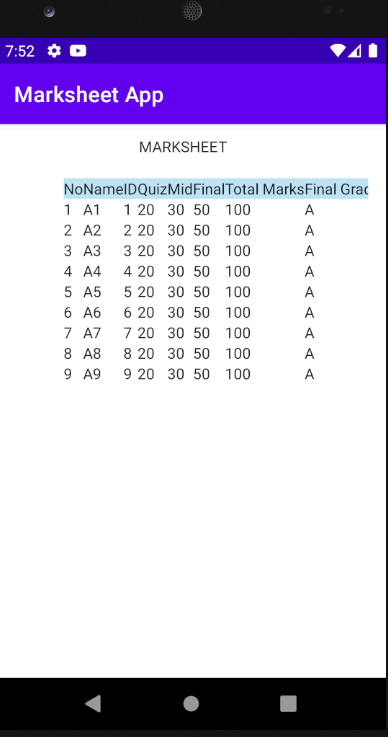 7:52
Marksheet App
MARKSHEET
No Name ID Quiz Mid Final Total Marks Final Grad
1 A1 1 20 30 50 100 A
2 A2 2 20 30 50 100 A
3 A3 3 20 30 50 100 A
4 A4 4 20 30 50 100 A
5 A5 5 20 30 50 100 A
6 A6 6 20 30 50 100 A
7 A7 7 20 30 50 100 A
8 A8 8 20 30 50 100 A
9 A9 9 20 30 50 100 A